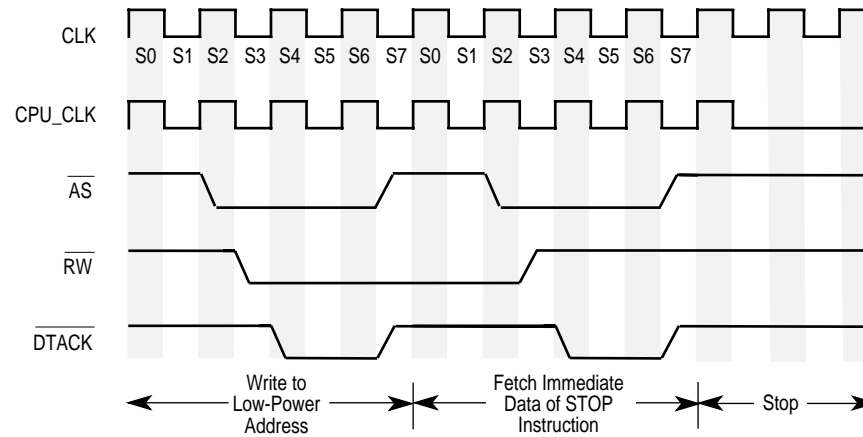 CLK
S0 S1 S2 S3 S4 S5 S6 S7 S0 S1 S2 S3 S4 S5 S6 S7
CPU_CLK
AS
RW
DTACK
Write to
Low-Power
Address
Fetch Immediate
Data of STOP
Instruction
Stop